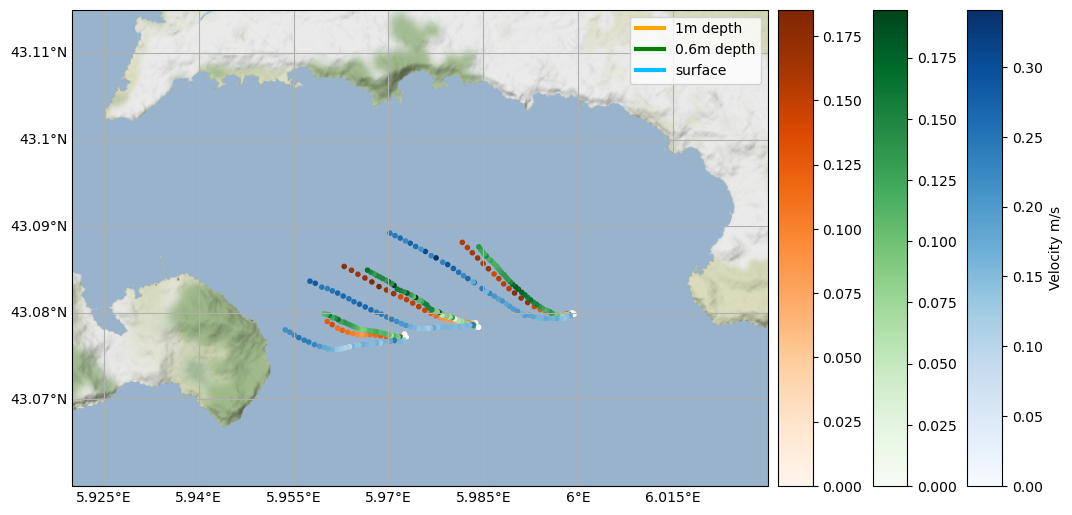 43.11°N
43.1°N
43.09°N
43.08°N
43.07°N
5.925°E
5.94°E
5.955°E
5.97°E
5.985°E
6°E
6.015°E
1m depth
0.6m depth
surface
0.175
0.150
0.125
0.100
0.075
0.050
0.025
0.000
0.175
0.150
0.125
0.100
0.075
0.050
0.025
0.000
0.30
0.25
0.20
0.15
0.10
0.05
0.00
Velocity m/s